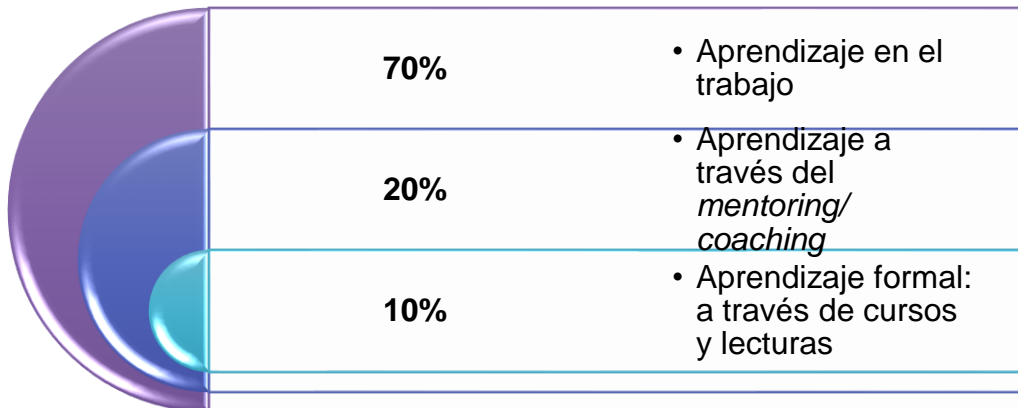 70%
• Aprendizaje en el
trabajo
20%
• Aprendizaje a
través del
mentoring/
coaching
10%
• Aprendizaje formal:
a través de cursos
y lecturas